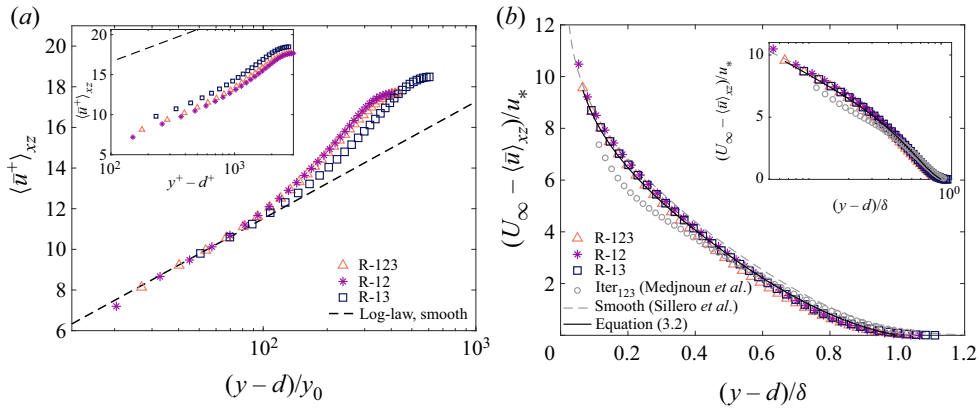 (a)
20
18
16
14
12
10
8
6
⟨ū⁺⟩xz
20
15
10
5
⟨ū⁺⟩xz
10²
10³
y⁺ – d⁺
R-123
R-12
R-13
Log-law, smooth
10²
10³
(y – d)/y₀
(b)
12
10
8
6
4
2
0
(U∞ – ⟨ū⟩xz)/u*
10
5
0
(U∞ – ⟨ū⟩xz)/u*
10⁰
(y – d)/δ
R-123
R-12
R-13
Iter₁₂₃ (Medjnoun et al.)
Smooth (Sillero et al.)
Equation (3.2)
0.2 0.4 0.6 0.8 1.0 1.2
(y – d)/δ